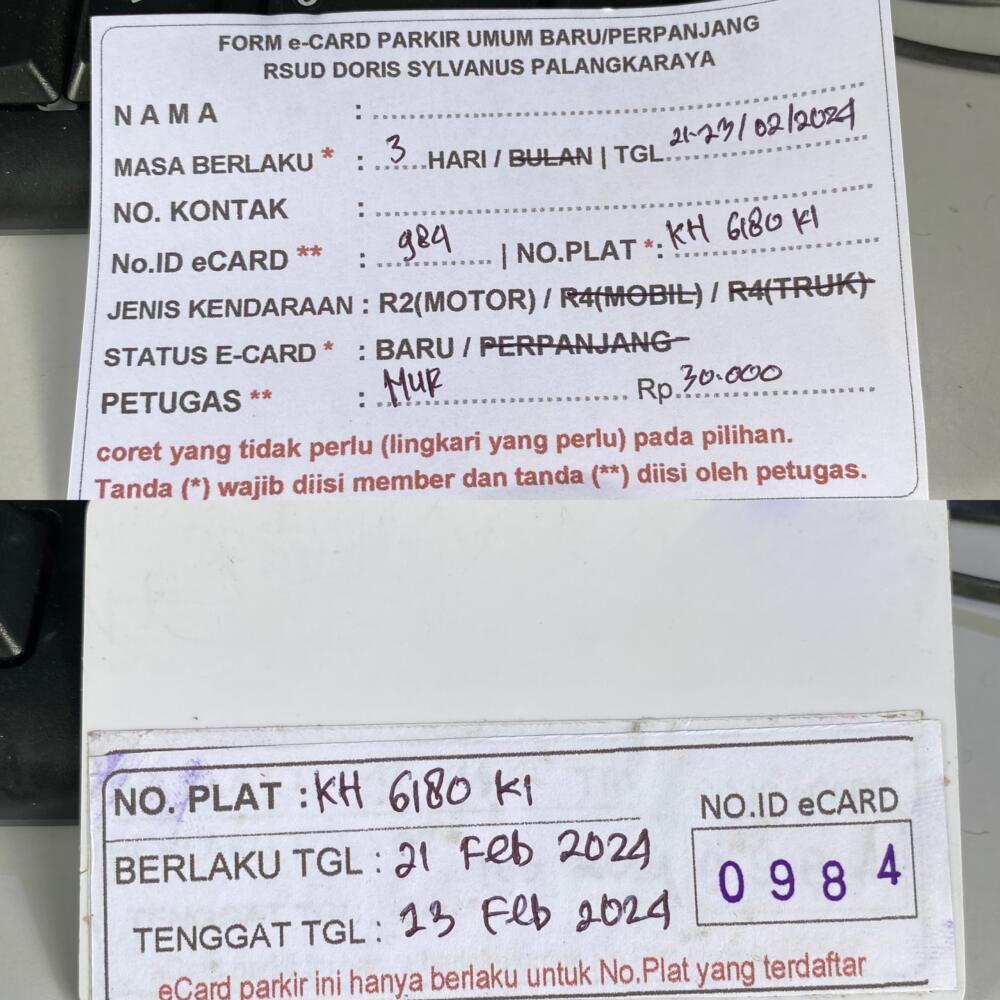 FORM e-CARD PARKIR UMUM BARU/PERPANJANG
RSUD DORIS SYLVANUS PALANGKARAYA
N A M A :
MASA BERLAKU * : 3 HARI / BULAN | TGL 21-23/02/2024
NO. KONTAK :
No.ID eCARD ** : 984 | NO.PLAT *: KH 6180 KI
JENIS KENDARAAN : R2(MOTOR) / R4(MOBIL) / R4(TRUK)
STATUS E-CARD * : BARU / PERPANJANG
PETUGAS ** : MUR Rp 30.000
coret yang tidak perlu (lingkari yang perlu) pada pilihan.
Tanda (*) wajib diisi member dan tanda (**) diisi oleh petugas.
NO. PLAT : KH 6180 KI
NO.ID eCARD
BERLAKU TGL : 21 Feb 2024
0984
TENGGAT TGL : 23 Feb 2024
eCard parkir ini hanya berlaku untuk No.Plat yang terdaftar